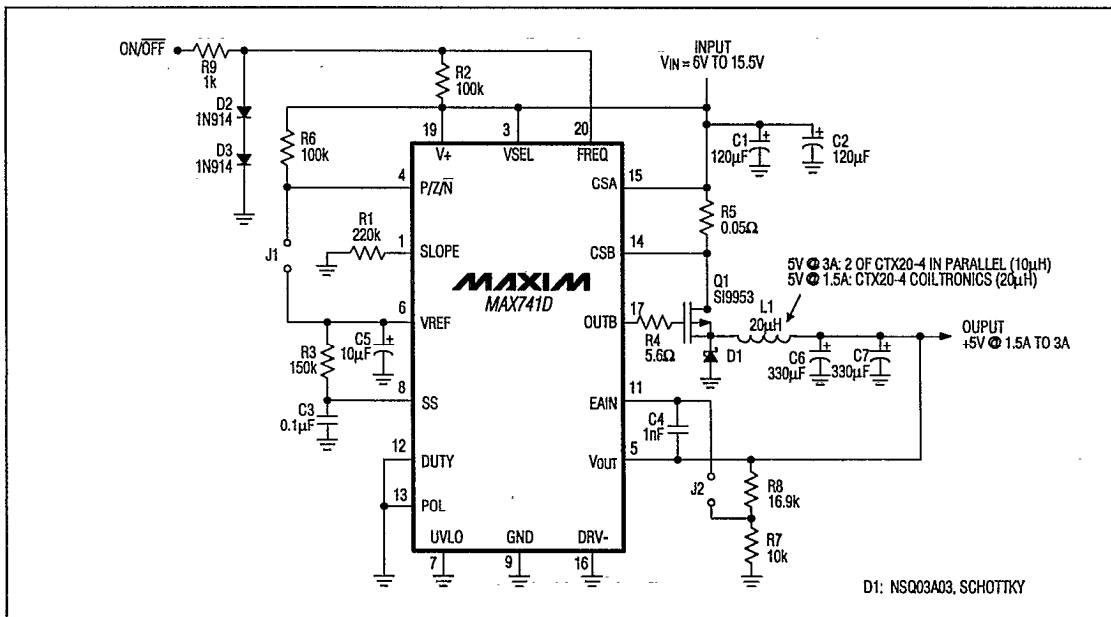 ON/OFF
R9
1k
D2
1N914
D3
1N914
R6
100k
R2
100k
INPUT
VIN = 6V TO 15.5V
C1
120µF
+
C2
120µF
+
19
3
20
V+
VSEL
FREQ
4
P/Z/N
CSA
15
R5
0.05Ω
R1
220k
1
SLOPE
CSB
14
J1
MAXIM
MAX741D
5V @ 3A: 2 OF CTX20-4 IN PARALLEL (10µH)
5V @ 1.5A: CTX20-4 COILTRONICS (20µH)
Q1
SI9953
6
VREF
OUTB
17
R4
5.6Ω
L1
20µH
D1
OUPUT
+5V @ 1.5A TO 3A
R3
150k
C5
10µF
+
C6
330µF
+
C7
330µF
+
8
SS
C3
0.1µF
EAIN
11
C4
1nF
12
DUTY
VOUT
5
13
POL
J2
R8
16.9k
R7
10k
UVLO
GND
DRV-
7
9
16
D1: NSQ03A03, SCHOTTKY